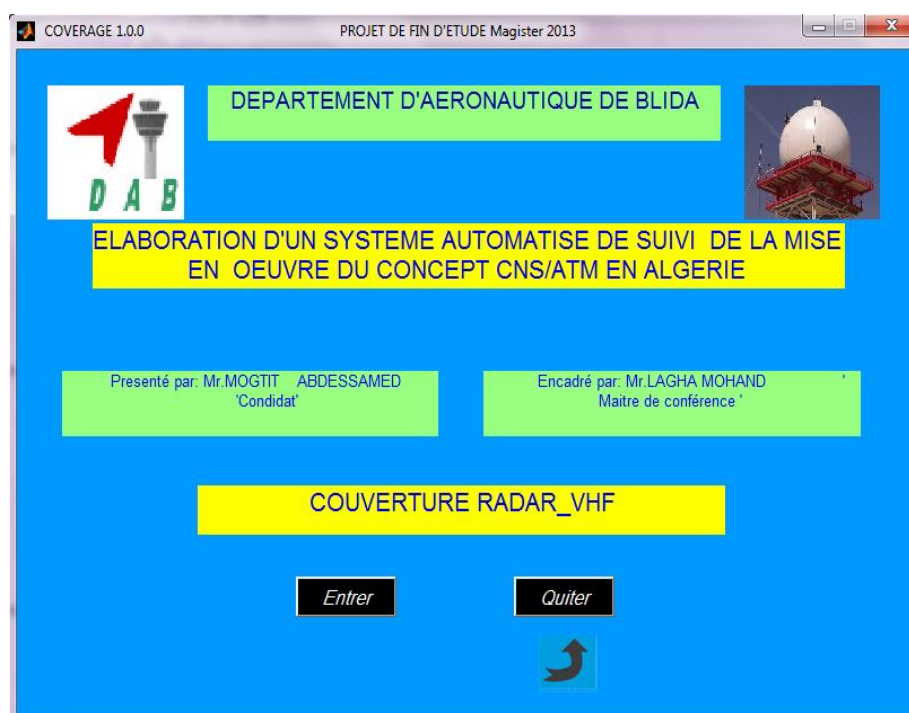 COVERAGE 1.0.0
PROJET DE FIN D'ETUDE Magister 2013
DEPARTEMENT D'AERONAUTIQUE DE BLIDA
D A B
ELABORATION D'UN SYSTEME AUTOMATISE DE SUIVI DE LA MISE
EN OEUVRE DU CONCEPT CNS/ATM EN ALGERIE
Presenté par: Mr.MOGTIT ABDESSAMED
'Condidat'
Encadré par: Mr.LAGHA MOHAND '
Maitre de conférence '
COUVERTURE RADAR_VHF
Entrer
Quiter